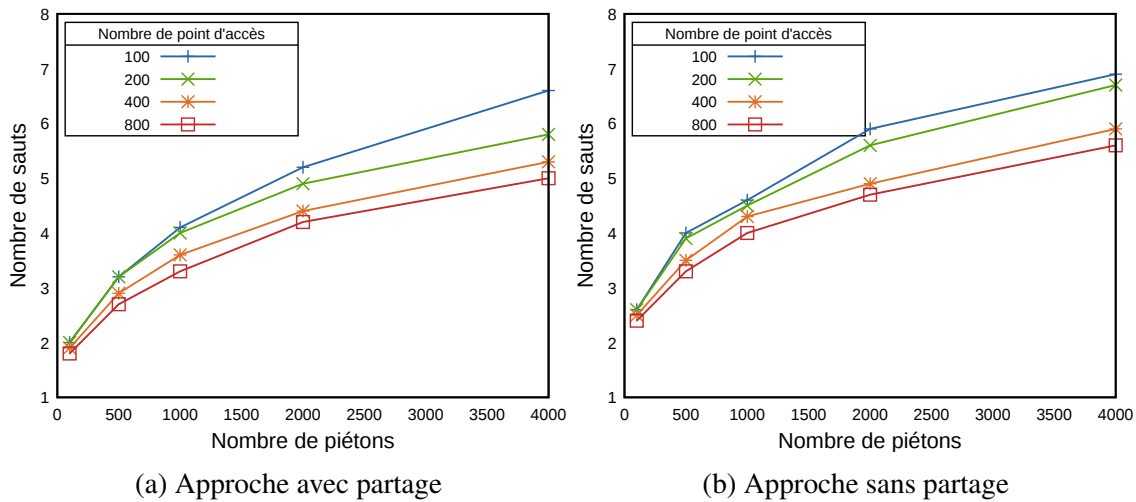 8
7
6
5
4
3
2
1
Nombre de sauts
Nombre de point d'accès
100
200
400
800
0 500 1000 1500 2000 2500 3000 3500 4000
Nombre de piétons
(a) Approche avec partage
8
7
6
5
4
3
2
1
Nombre de sauts
Nombre de point d'accès
100
200
400
800
0 500 1000 1500 2000 2500 3000 3500 4000
Nombre de piétons
(b) Approche sans partage